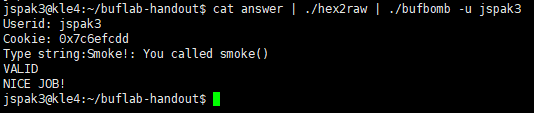 jspak3@kle4:~/buflab-handout$ cat answer | ./hex2raw | ./bufbomb -u jspak3
Userid: jspak3
Cookie: 0x7c6efcdd
Type string:Smoke!: You called smoke()
VALID
NICE JOB!
jspak3@kle4:~/buflab-handout$